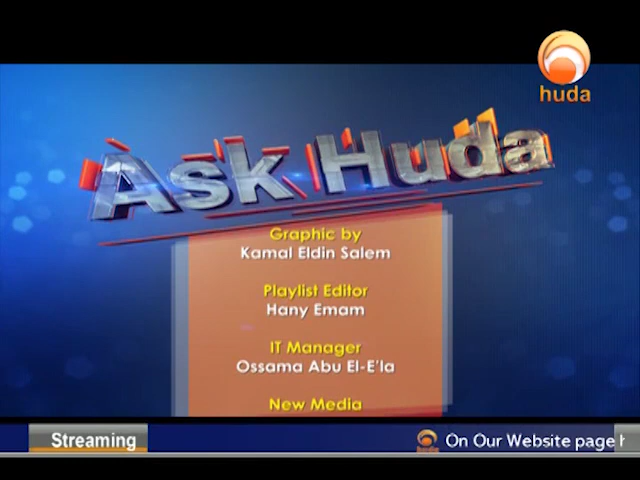 huda
Ask Huda
Graphic by
Kamal Eldin Salem
Playlist Editor
Hany Emam
IT Manager
Ossama Abu El-E'la
New Media
Streaming
huda
On Our Website page h